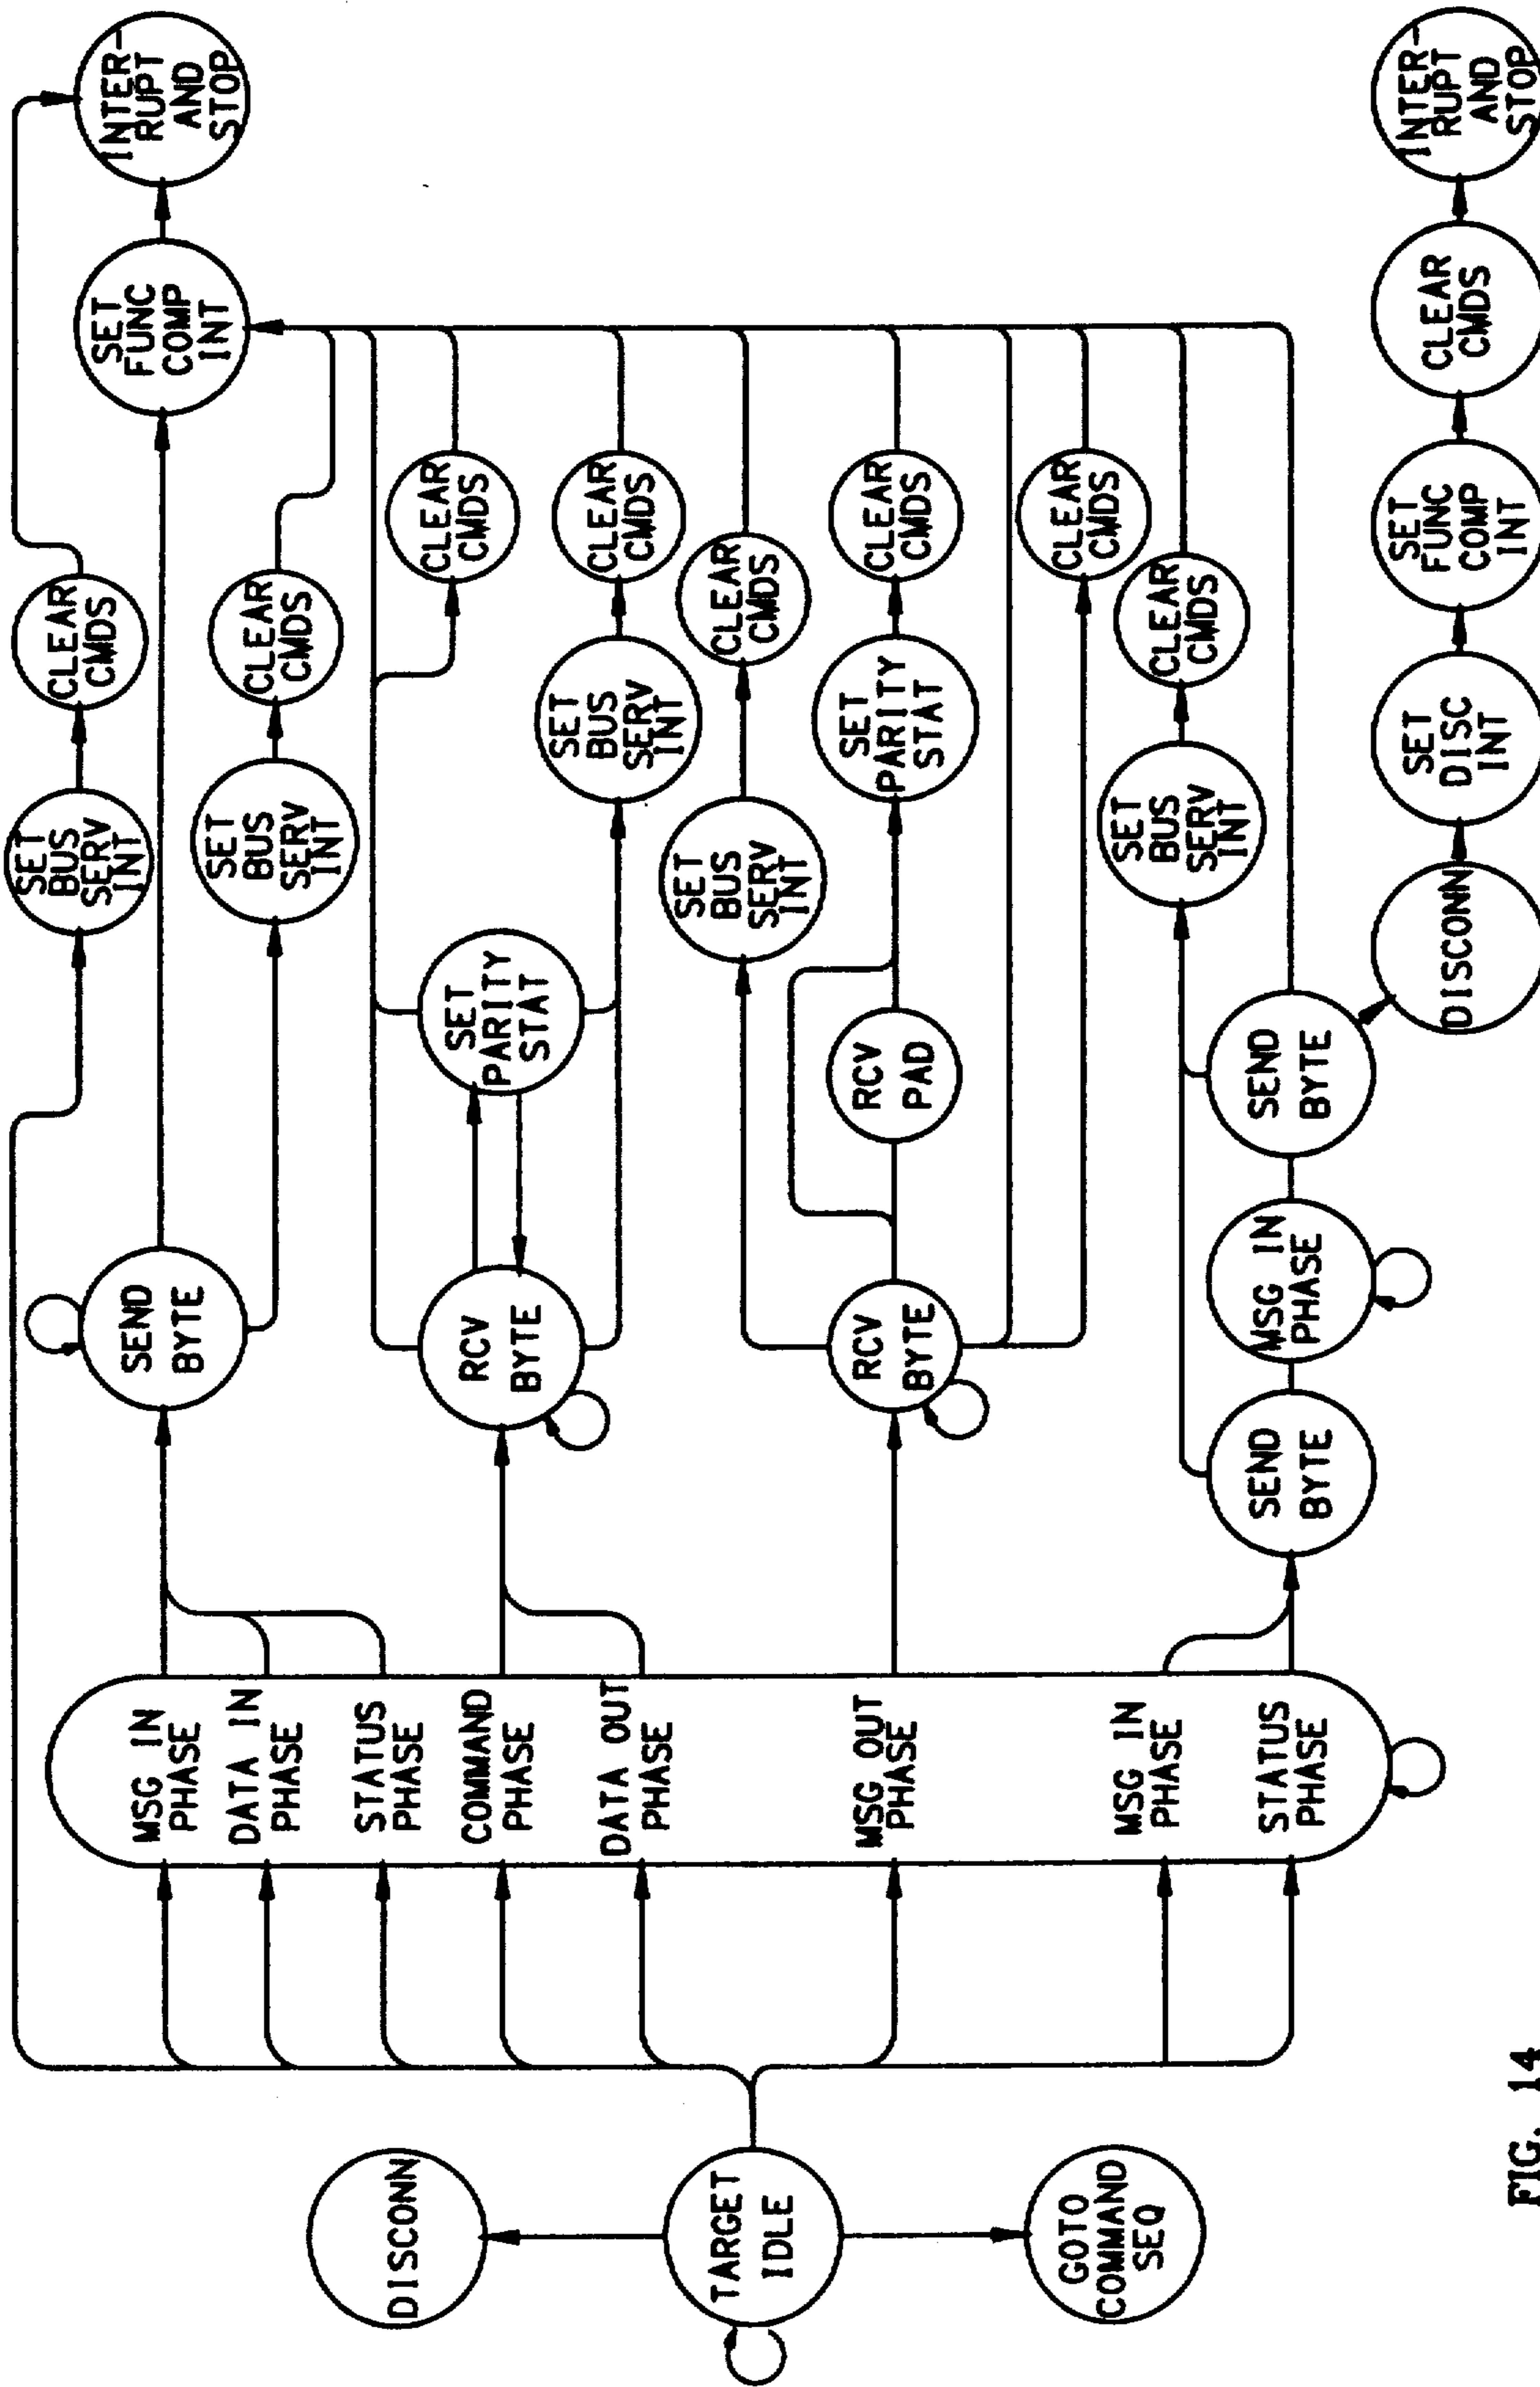 DISCONN
TARGET
IDLE
GOTO
COMMAND
SEQ
MSG IN
PHASE
DATA IN
PHASE
STATUS
PHASE
COMMAND
PHASE
DATA OUT
PHASE
MSG OUT
PHASE
MSG IN
PHASE
STATUS
PHASE
SEND
BYTE
RCV
BYTE
RCV
BYTE
SEND
BYTE
MSG IN
PHASE
SEND
BYTE
SET
PARITY
STAT
RCV
PAD
DISCONN
SET
BUS
SERV
INT
SET
BUS
SERV
INT
SET
BUS
SERV
INT
SET
BUS
SERV
INT
SET
PARITY
STAT
SET
BUS
SERV
INT
SET
DISC
INT
CLEAR
CMDS
CLEAR
CMDS
CLEAR
CMDS
CLEAR
CMDS
CLEAR
CMDS
CLEAR
CMDS
CLEAR
CMDS
CLEAR
CMDS
SET
FUNC
COMP
INT
SET
FUNC
COMP
INT
CLEAR
CMDS
INTER-
RUPT
AND
STOP
INTER-
RUPT
AND
STOP
FIG. 14